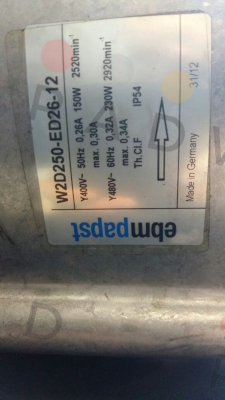 W2D250-ED26-12
Y400V~ 50Hz 0,26A 150W 2520min⁻¹
max. 0,30A
Y480V~ 60Hz 0,32A 230W 2920min⁻¹
max. 0,34A
Th.Cl.F IP54
ebmpapst
Made in Germany 31/12